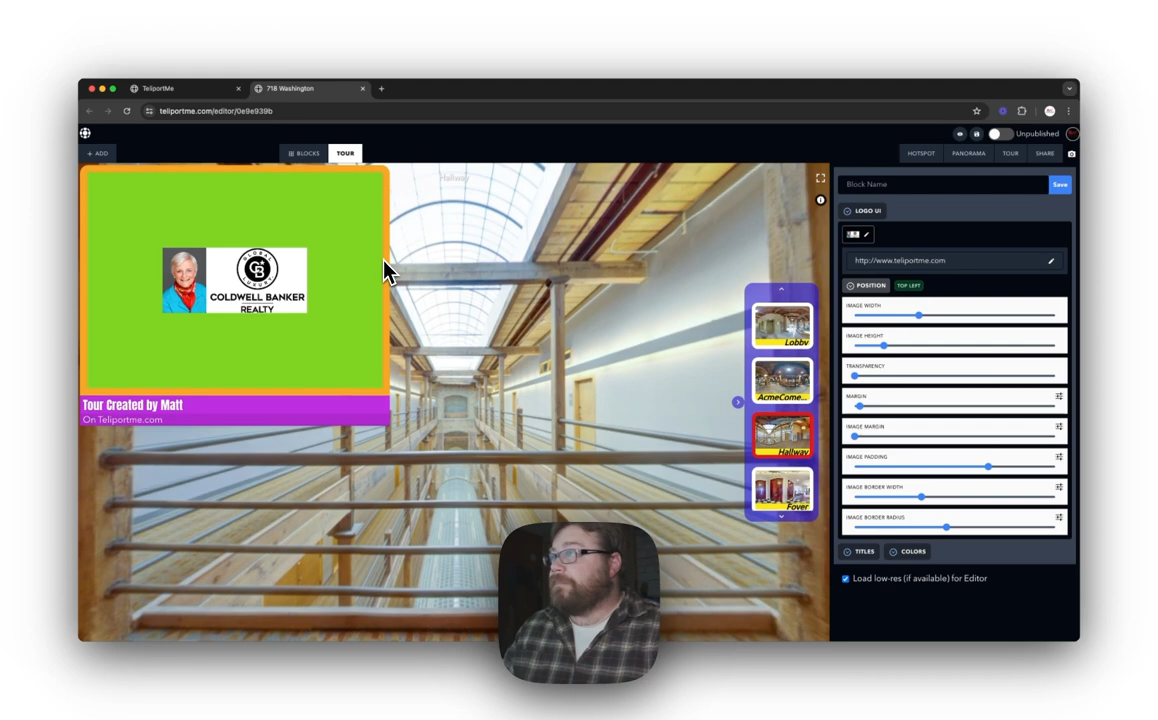 TeliportMe
718 Washington
teliportme.com/editor/0e9e939b
Unpublished
+ ADD
BLOCKS
TOUR
HOTSPOT
PANORAMA
TOUR
SHARE
Hallway
Block Name
Save
LOGO UI
GLOBAL
CB
LUXURY
COLDWELL BANKER
REALTY
http://www.teliportme.com
POSITION
TOP LEFT
IMAGE WIDTH
IMAGE HEIGHT
TRANSPARENCY
MARGIN
IMAGE MARGIN
IMAGE PADDING
IMAGE BORDER WIDTH
IMAGE BORDER RADIUS
TITLES
COLORS
Load low-res (if available) for Editor
Lobby
AcmeCome...
Hallway
Foyer
Tour Created by Matt
On Teliportme.com